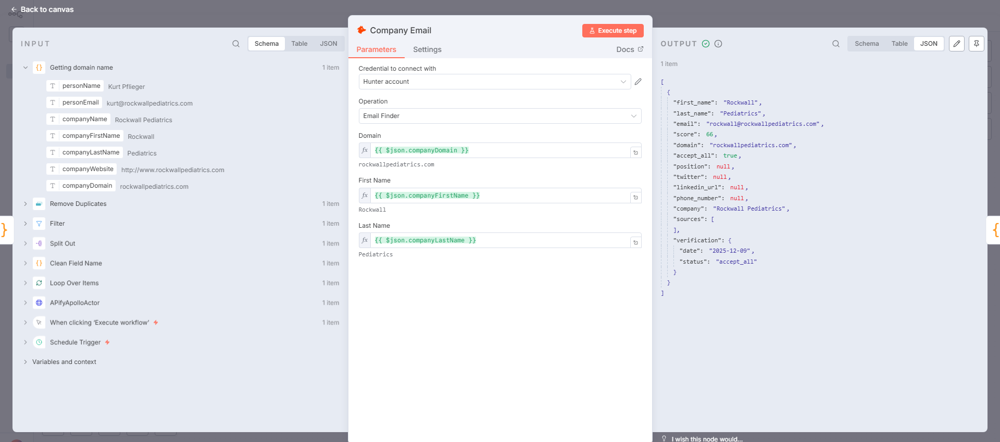 Back to canvas
INPUT
Schema
Table
JSON
Getting domain name
1 item
T personName Kurt Pflieger
T personEmail kurt@rockwallpediatrics.com
T companyName Rockwall Pediatrics
T companyFirstName Rockwall
T companyLastName Pediatrics
T companyWebsite http://www.rockwallpediatrics.com
T companyDomain rockwallpediatrics.com
Remove Duplicates 1 item
Filter 1 item
Split Out 1 item
Clean Field Name 1 item
Loop Over Items 1 item
APifyApolloActor 1 item
When clicking ‘Execute workflow’ 1 item
Schedule Trigger
Variables and context
Company Email
Execute step
Parameters
Settings
Docs
Credential to connect with
Hunter account
Operation
Email Finder
Domain
fx {{ $json.companyDomain }}
rockwallpediatrics.com
First Name
fx {{ $json.companyFirstName }}
Rockwall
Last Name
fx {{ $json.companyLastName }}
Pediatrics
OUTPUT
Schema
Table
JSON
1 item
[
{
"first_name": "Rockwall",
"last_name": "Pediatrics",
"email": "rockwall@rockwallpediatrics.com",
"score": 66,
"domain": "rockwallpediatrics.com",
"accept_all": true,
"position": null,
"twitter": null,
"linkedin_url": null,
"phone_number": null,
"company": "Rockwall Pediatrics",
"sources": [
],
"verification": {
"date": "2025-12-09",
"status": "accept_all"
}
}
]
I wish this node would...